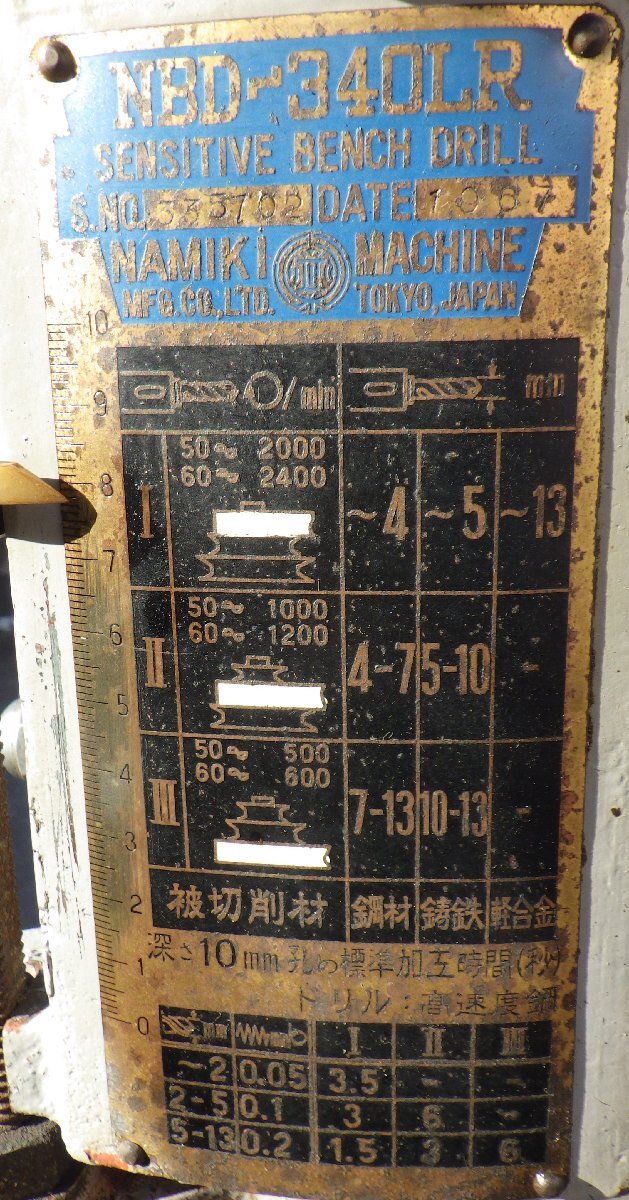 NBD-340LR
SENSITIVE BENCH DRILL
S.NO. 333702 DATE 1987
NAMIKI MACHINE
MFG.CO.,LTD. TOKYO, JAPAN
10
9
8
7
6
5
4
3
2
1
0
/min mm
50~ 2000
60~ 2400
I ~4 ~5 ~13
50~ 1000
60~ 1200
II 4-7 5-10 -
50~ 500
60~ 600
III 7-13 10-13 -
被切削材 鋼材 鋳鉄 軽合金
深さ10mm孔の標準加工時間(秒)
ドリル:高速度鋼
mm mm/ I II III
~2 0.05 3.5 - -
2-5 0.1 3 6 -
5-13 0.2 1.5 3 6